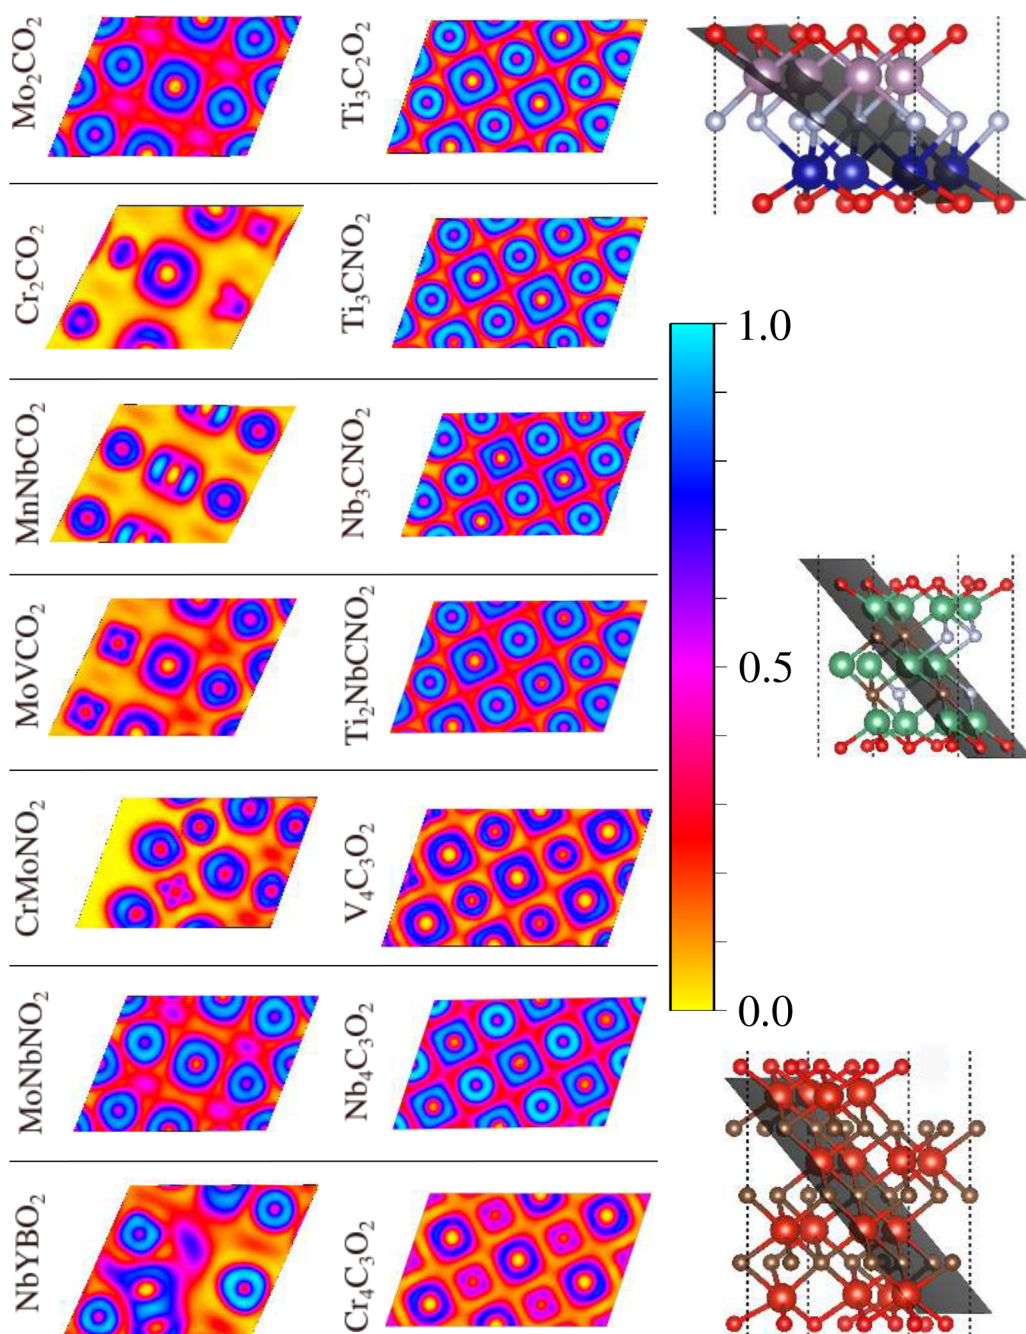 Mo₂CO₂
Ti₃C₂O₂
Cr₂CO₂
Ti₃CNO₂
1.0
MnNbCO₂
Nb₃CNO₂
MoVCO₂
Ti₂NbCNO₂
0.5
CrMoNO₂
V₄C₃O₂
0.0
MoNbNO₂
Nb₄C₃O₂
NbYBO₂
Cr₄C₃O₂